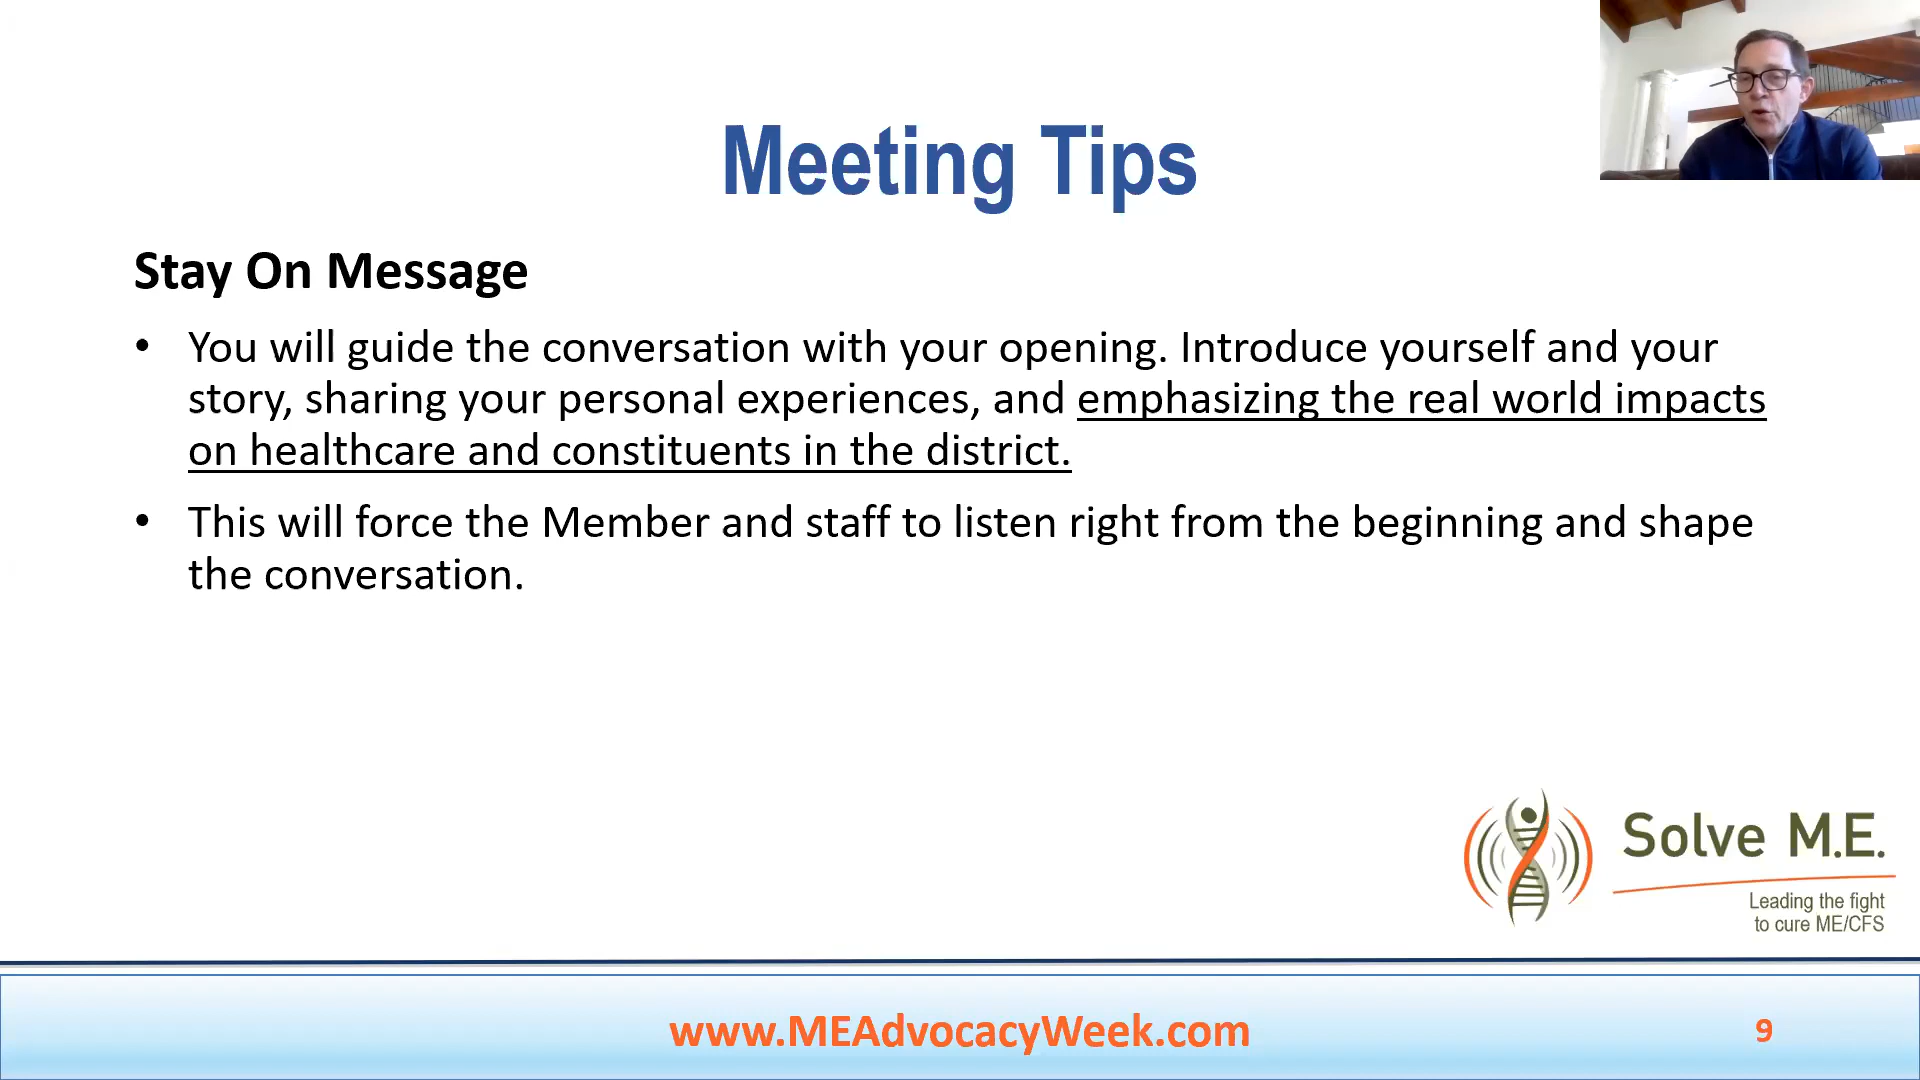 Meeting Tips
Stay On Message
• You will guide the conversation with your opening. Introduce yourself and your
story, sharing your personal experiences, and emphasizing the real world impacts
on healthcare and constituents in the district.
• This will force the Member and staff to listen right from the beginning and shape
the conversation.
Solve M.E.
Leading the fight
to cure ME/CFS
www.MEAdvocacyWeek.com
9